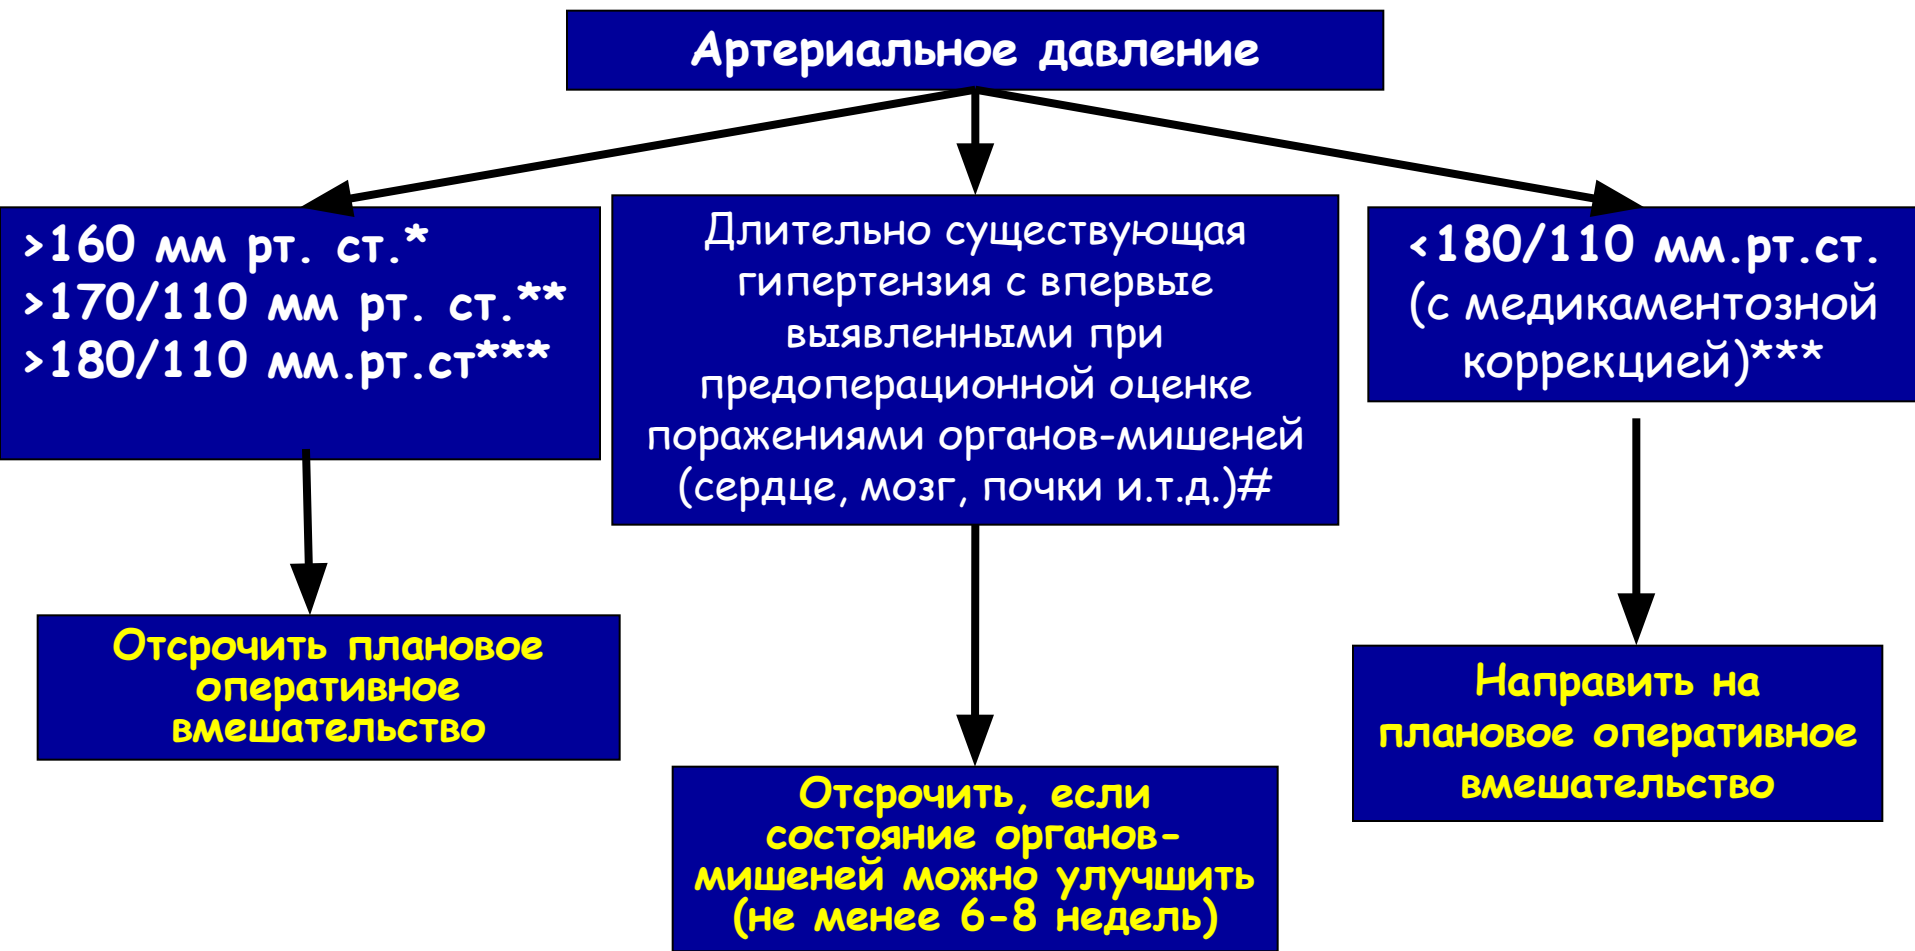 Артериальное давление
>160 мм рт. ст.*
>170/110 мм рт. ст.**
>180/110 мм.рт.ст***
Длительно существующая
гипертензия с впервые
выявленными при
предоперационной оценке
поражениями органов-мишеней
(сердце, мозг, почки и.т.д.)#
<180/110 мм.рт.ст.
(с медикаментозной
коррекцией)***
Отсрочить плановое
оперативное
вмешательство
Отсрочить, если
состояние органов-
мишеней можно улучшить
(не менее 6-8 недель)
Направить на
плановое оперативное
вмешательство